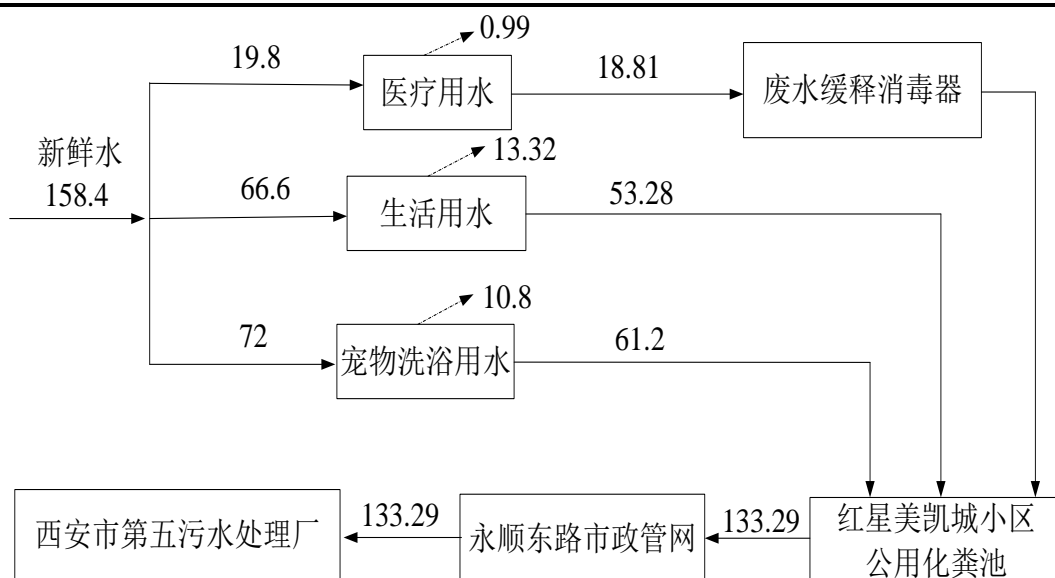 0.99
19.8
医疗用水
18.81
废水缓释消毒器
新鲜水
158.4
13.32
66.6
生活用水
53.28
10.8
72
宠物洗浴用水
61.2
西安市第五污水处理厂
133.29
永顺东路市政管网
133.29
红星美凯城小区
公用化粪池